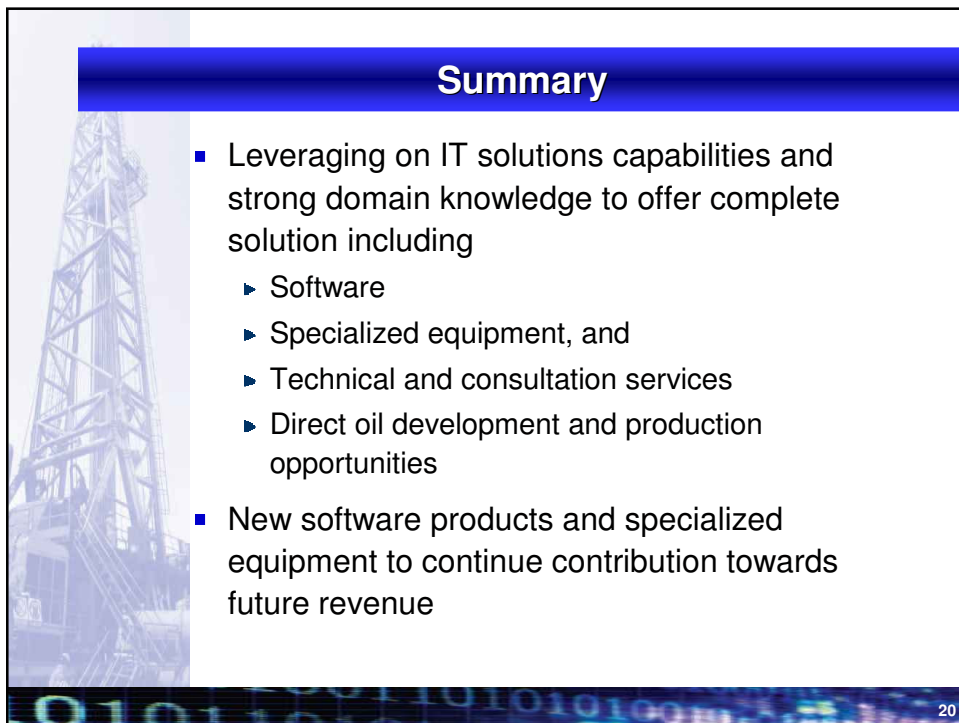 Summary
Leveraging on IT solutions capabilities and
strong domain knowledge to offer complete
solution including
Software
Specialized equipment, and
Technical and consultation services
Direct oil development and production
opportunities
New software products and specialized
equipment to continue contribution towards
future revenue
20